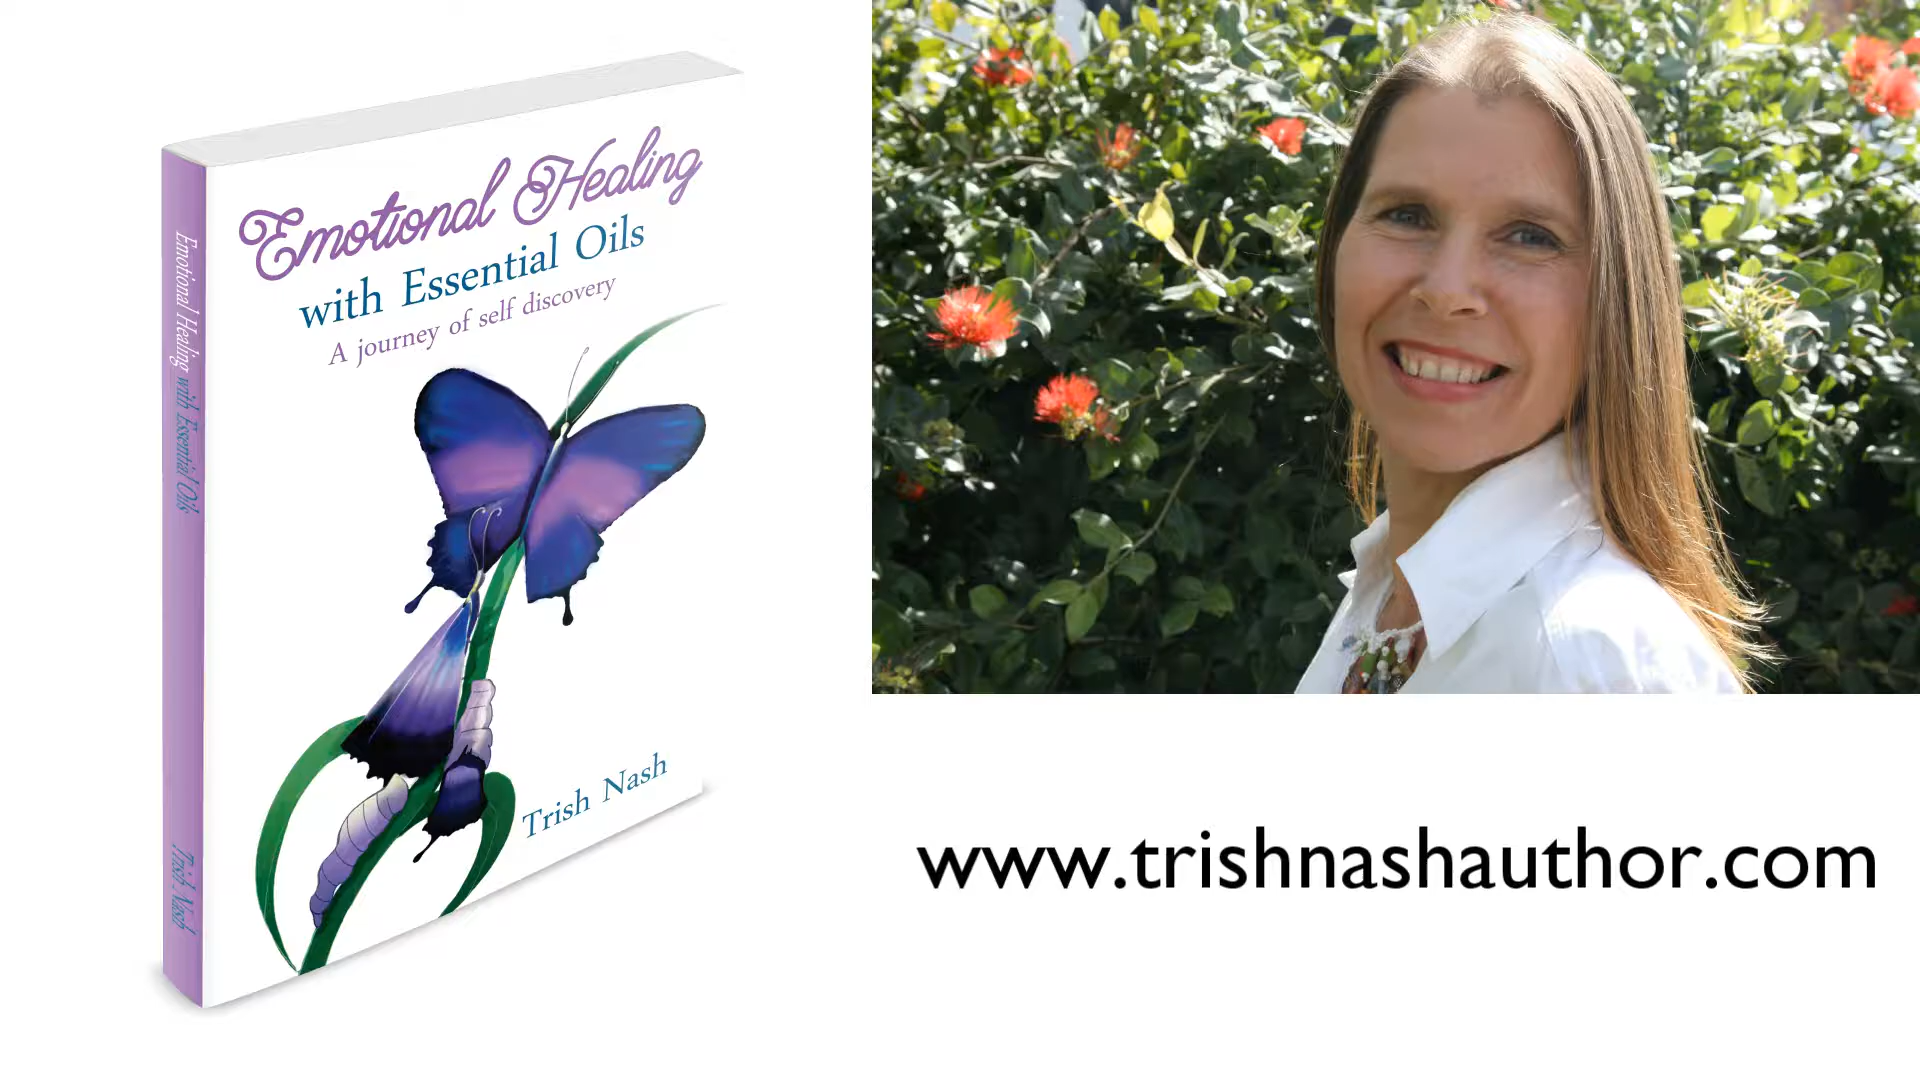 Emotional Healing
with Essential Oils
A journey of self discovery
Trish Nash
Emotional Healing with Essential Oils
Trish Nash
www.trishnashauthor.com